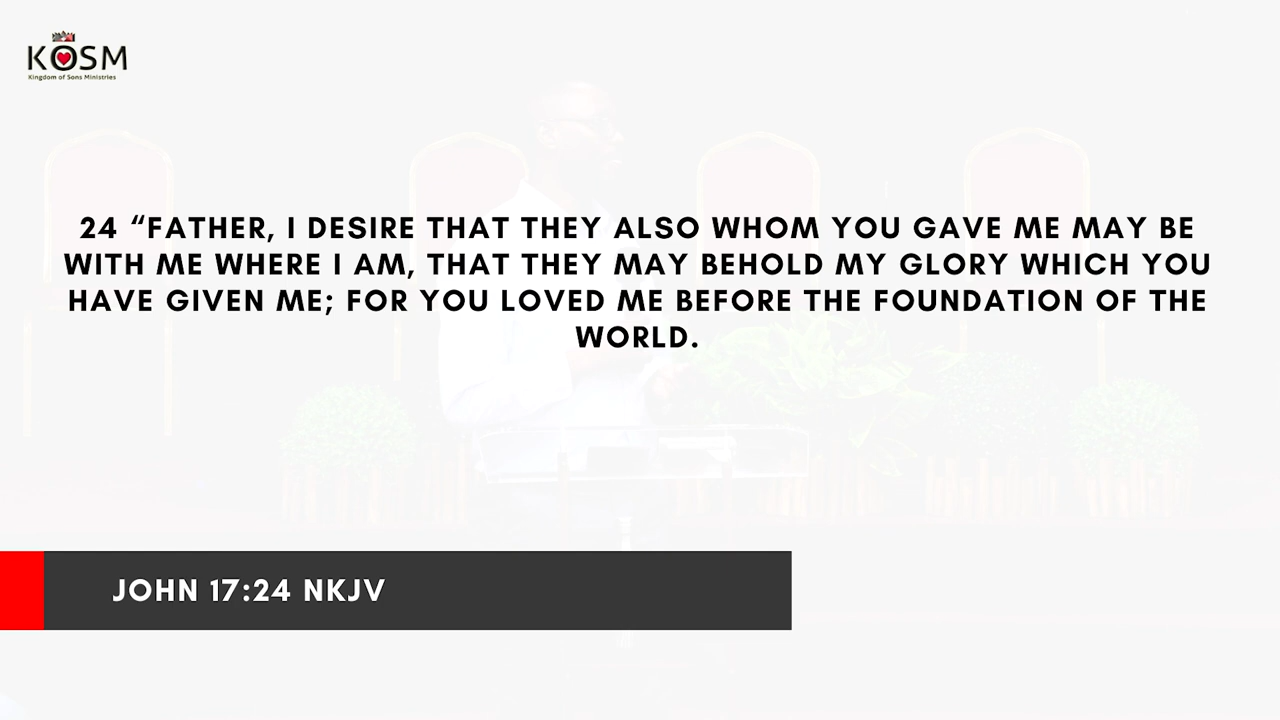 KOSM
Kingdom of Sons Ministries
24 “FATHER, I DESIRE THAT THEY ALSO WHOM YOU GAVE ME MAY BE
WITH ME WHERE I AM, THAT THEY MAY BEHOLD MY GLORY WHICH YOU
HAVE GIVEN ME; FOR YOU LOVED ME BEFORE THE FOUNDATION OF THE
WORLD.
JOHN 17:24 NKJV